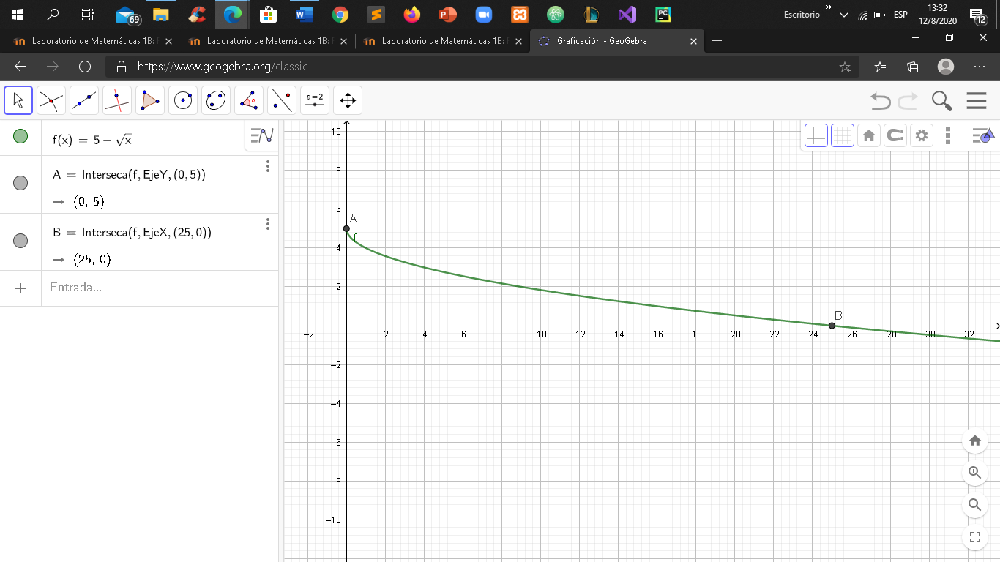 69
Escritorio
»
ESP
13:32
12/8/2020
12
Laboratorio de Matemáticas 1B:
Laboratorio de Matemáticas 1B:
Laboratorio de Matemáticas 1B:
Graficación - GeoGebra
https://www.geogebra.org/classic
a=2
f(x) = 5 − √x
A = Interseca(f, EjeY, (0, 5))
→ (0, 5)
B = Interseca(f, EjeX, (25, 0))
→ (25, 0)
+ Entrada...
10
8
6
4
2
−2
−4
−6
−8
−10
−2 0 2 4 6 8 10 12 14 16 18 20 22 24 26 28 30 32
A
f
B